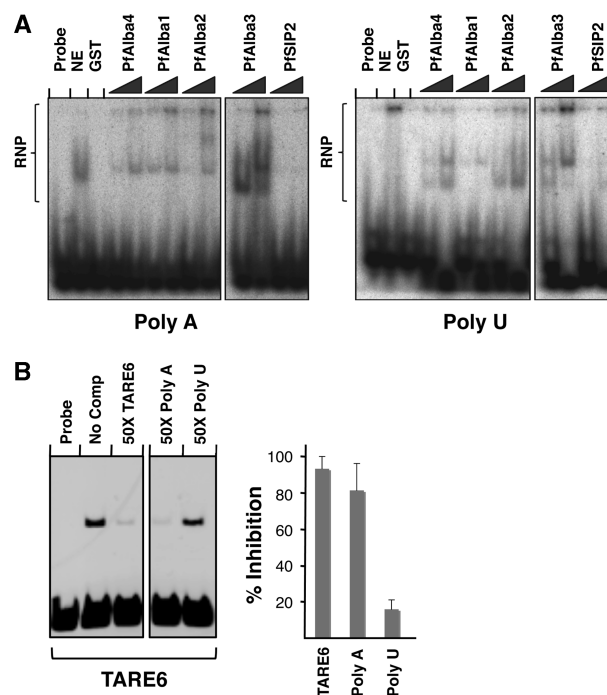 A
Probe
NE
GST
PfAlba4
PfAlba1
PfAlba2
PfAlba3
PfSIP2
RNP
Poly A
Probe
NE
GST
PfAlba4
PfAlba1
PfAlba2
PfAlba3
PfSIP2
RNP
Poly U
B
Probe
No Comp
50X TARE6
50X Poly A
50X Poly U
TARE6
% Inhibition
100
80
60
40
20
TARE6
Poly A
Poly U